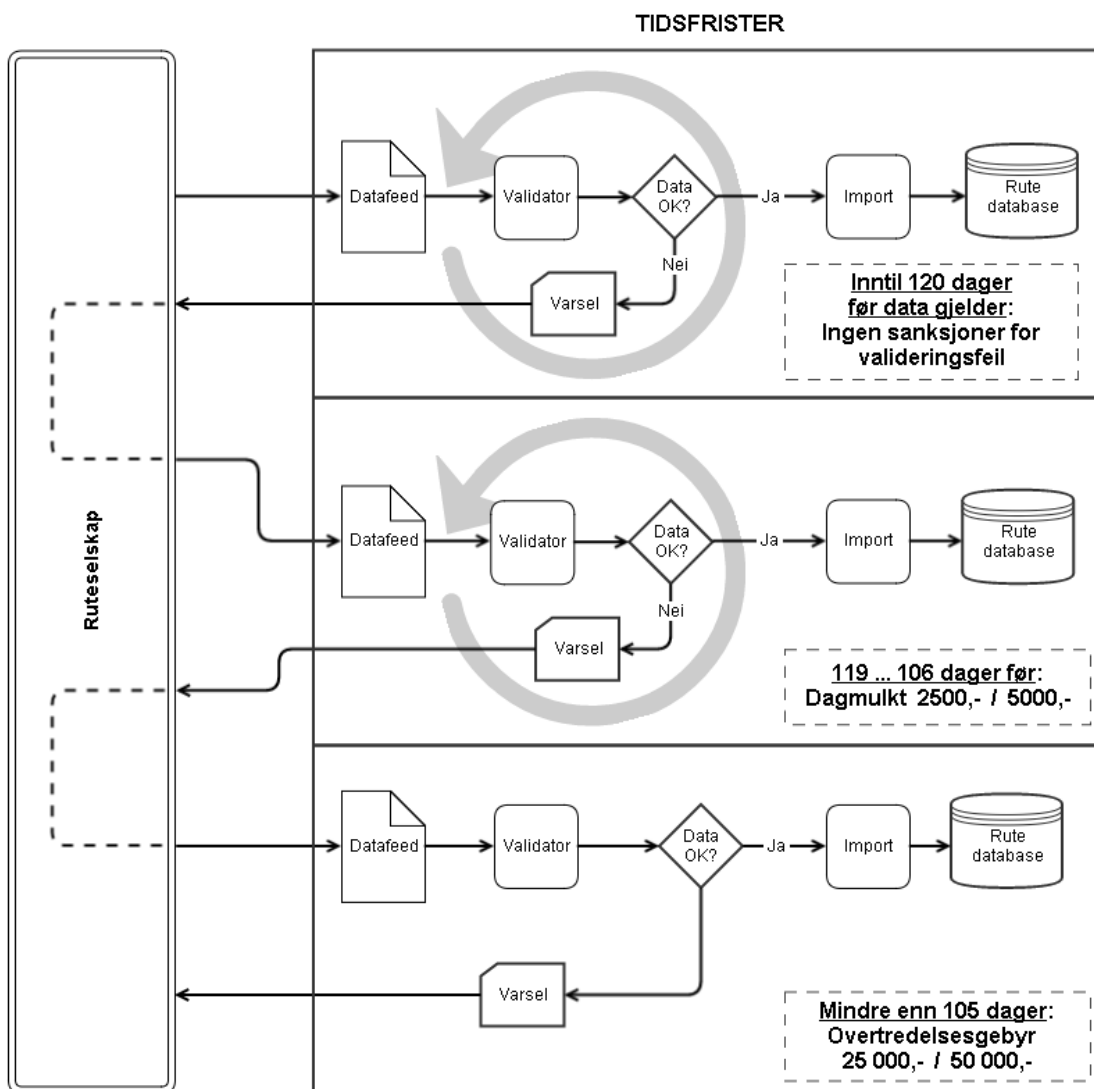 TIDSFRISTER
Ruteselskap
Datafeed
Validator
Data
OK?
Ja
Import
Rute
database
Nei
Varsel
Inntil 120 dager
før data gjelder:
Ingen sanksjoner for
valideringsfeil
Datafeed
Validator
Data
OK?
Ja
Import
Rute
database
Nei
Varsel
119 ... 106 dager før:
Dagmulkt 2500,- / 5000,-
Datafeed
Validator
Data
OK?
Ja
Import
Rute
database
Varsel
Mindre enn 105 dager:
Overtredelsesgebyr
25 000,- / 50 000,-